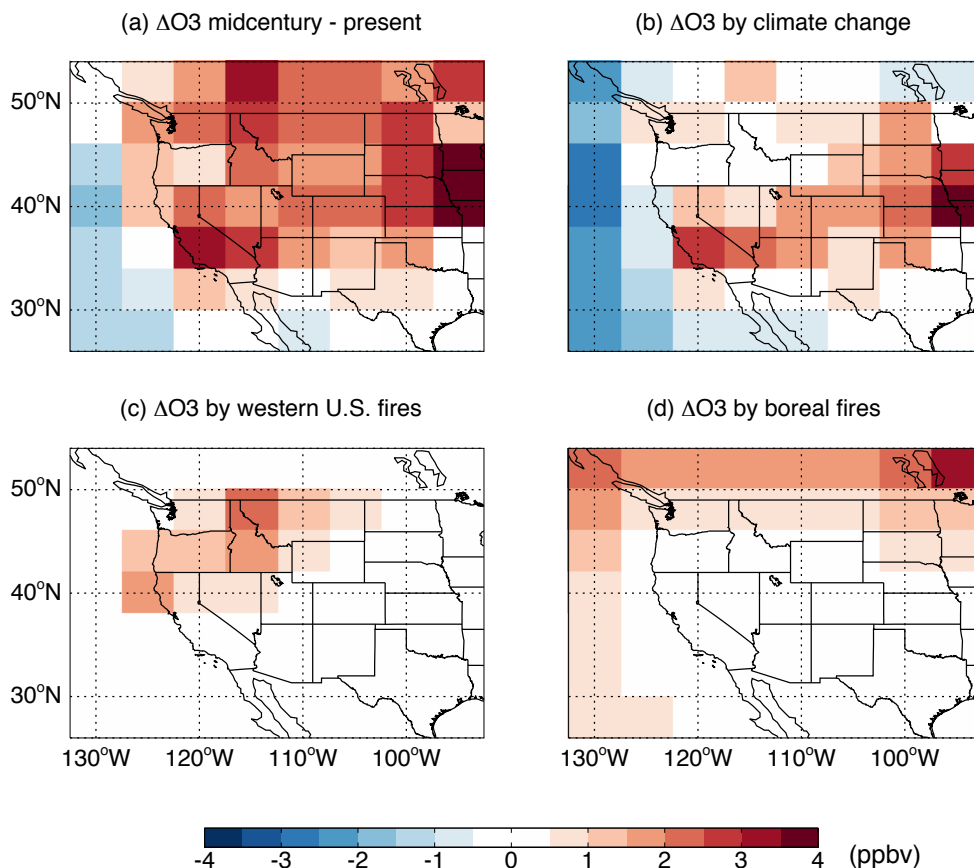 (a) ΔO3 midcentury - present
(b) ΔO3 by climate change
50°N
40°N
30°N
(c) ΔO3 by western U.S. fires
(d) ΔO3 by boreal fires
50°N
40°N
30°N
130°W 120°W 110°W 100°W
130°W 120°W 110°W 100°W
-4 -3 -2 -1 0 1 2 3 4 (ppbv)